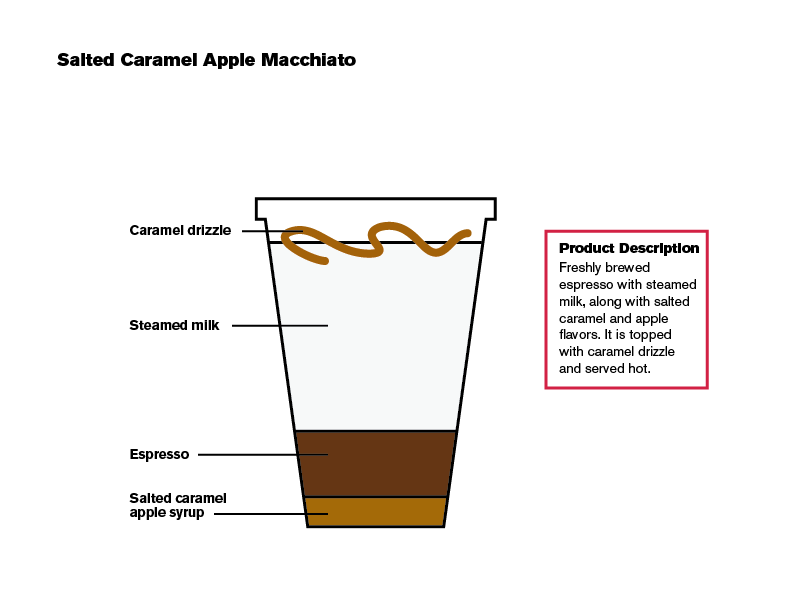 Salted Caramel Apple Macchiato
Caramel drizzle
Steamed milk
Espresso
Salted caramel
apple syrup
Product Description
Freshly brewed
espresso with steamed
milk, along with salted
caramel and apple
flavors. It is topped
with caramel drizzle
and served hot.